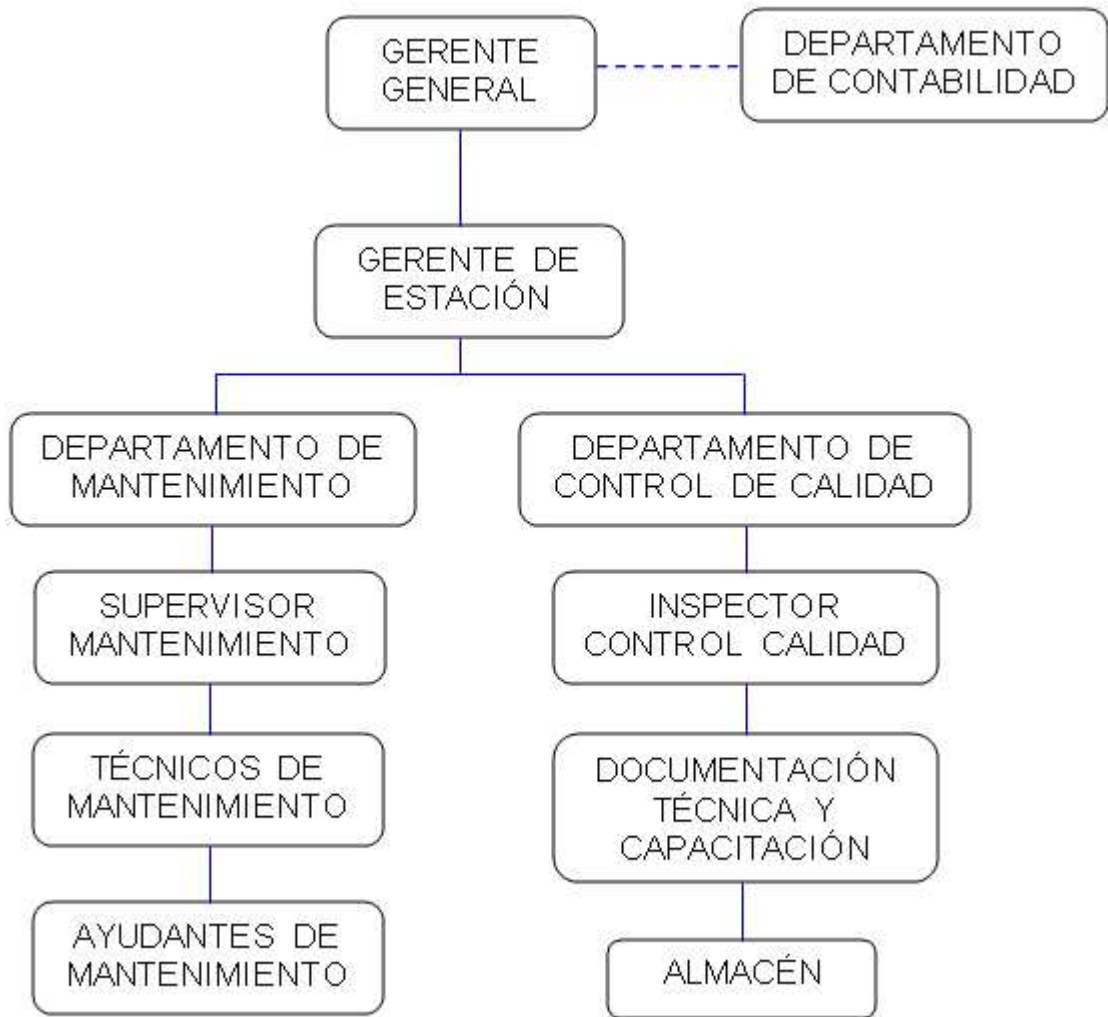 GERENTE
GENERAL
DEPARTAMENTO
DE CONTABILIDAD
GERENTE DE
ESTACIÓN
DEPARTAMENTO DE
MANTENIMIENTO
DEPARTAMENTO DE
CONTROL DE CALIDAD
SUPERVISOR
MANTENIMIENTO
INSPECTOR
CONTROL CALIDAD
TÉCNICOS DE
MANTENIMIENTO
DOCUMENTACIÓN
TÉCNICA Y
CAPACITACIÓN
AYUDANTES DE
MANTENIMIENTO
ALMACÉN